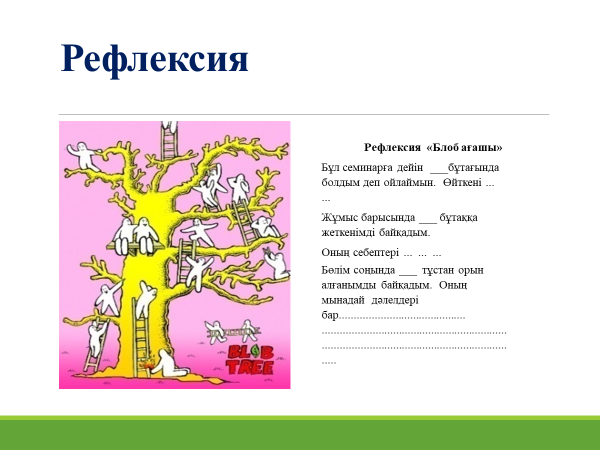 Рефлексия
Рефлексия «Блоб ағашы»
Бұл семинарға дейін ___бұтағында
болдым деп ойлаймын. Өйткені ...
...
Жұмыс барысында ___ бұтаққа
жеткенімді байқадым.
Оның себептері ... ... ...
Бөлім соңында ___ тұстан орын
алғанымды байқадым. Оның
мынадай дәлелдері
бар..........................................
.............................................................
.............................................................
.....
BLOB
TREE